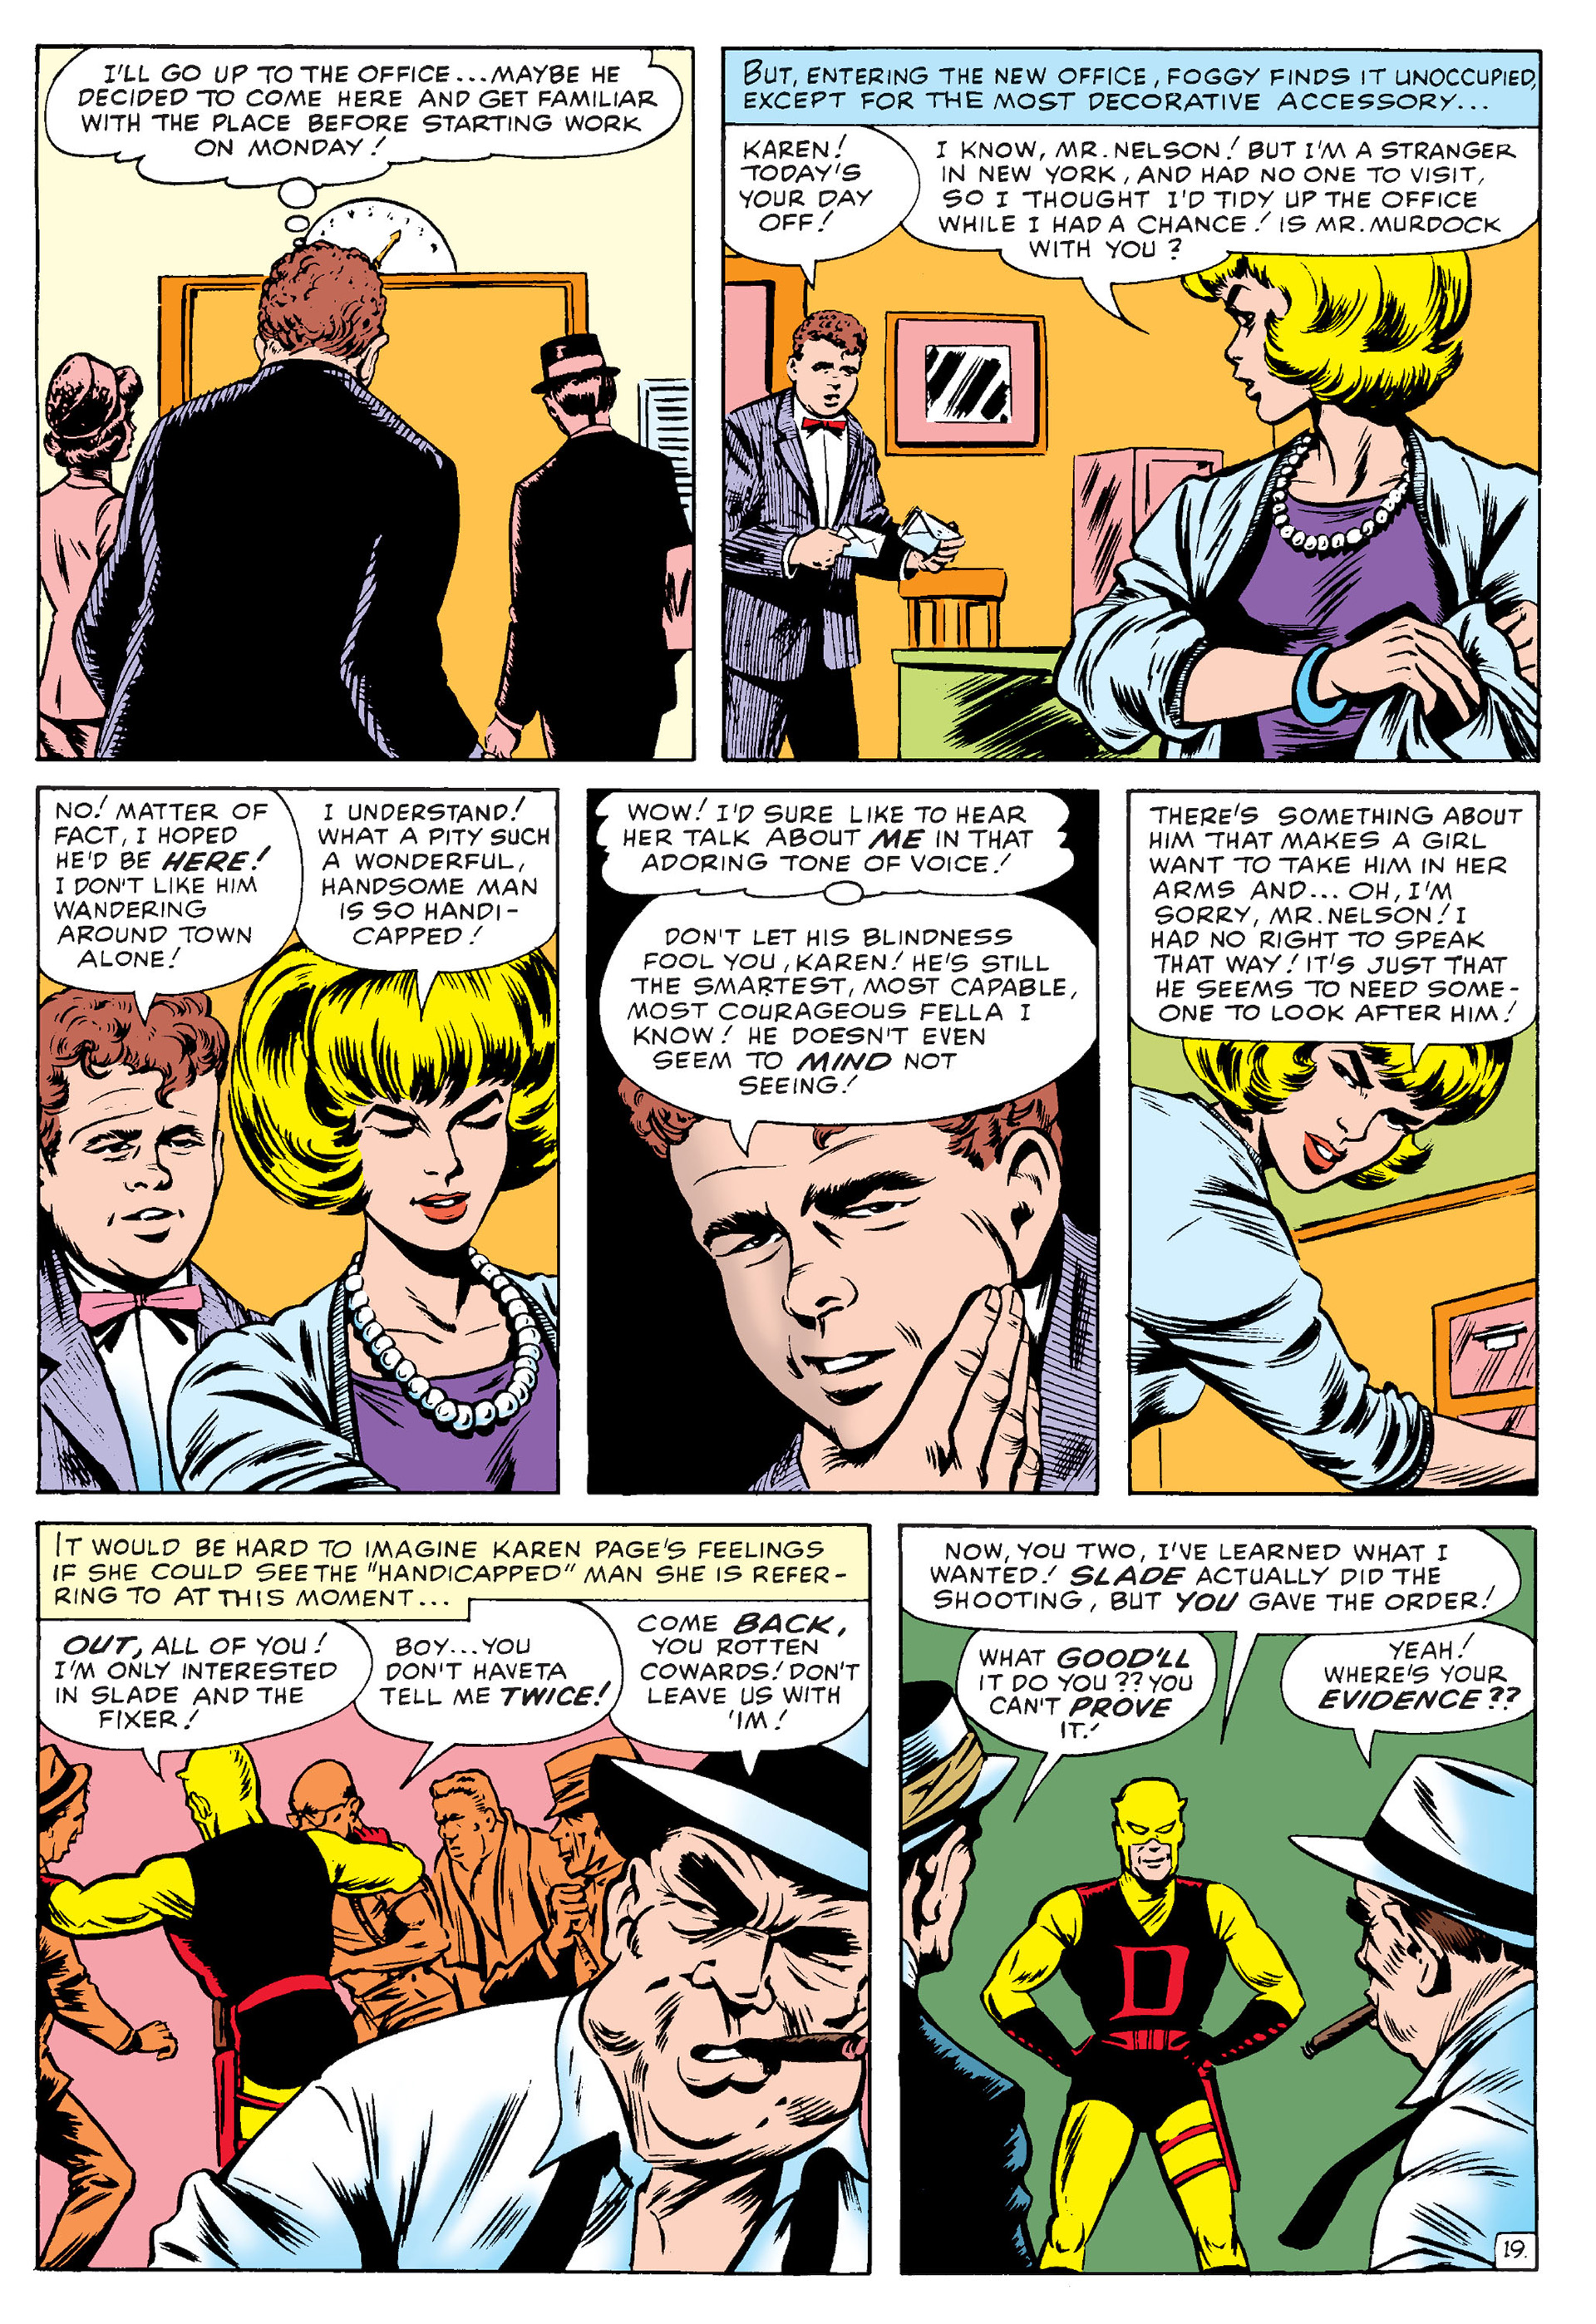 I'LL GO UP TO THE OFFICE...MAYBE HE
DECIDED TO COME HERE AND GET FAMILIAR
WITH THE PLACE BEFORE STARTING WORK
ON MONDAY!
BUT, ENTERING THE NEW OFFICE, FOGGY FINDS IT UNOCCUPIED,
EXCEPT FOR THE MOST DECORATIVE ACCESSORY...
KAREN!
TODAY'S
YOUR DAY
OFF!
I KNOW, MR. NELSON! BUT I'M A STRANGER
IN NEW YORK, AND HAD NO ONE TO VISIT,
SO I THOUGHT I'D TIDY UP THE OFFICE
WHILE I HAD A CHANCE! IS MR. MURDOCK
WITH YOU?
NO! MATTER OF
FACT, I HOPED
HE'D BE HERE!
I DON'T LIKE HIM
WANDERING
AROUND TOWN
ALONE!
I UNDERSTAND!
WHAT A PITY SUCH
A WONDERFUL,
HANDSOME MAN
IS SO HANDI-
CAPPED!
WOW! I'D SURE LIKE TO HEAR
HER TALK ABOUT ME IN THAT
ADORING TONE OF VOICE!
DON'T LET HIS BLINDNESS
FOOL YOU, KAREN! HE'S STILL
THE SMARTEST, MOST CAPABLE,
MOST COURAGEOUS FELLA I
KNOW! HE DOESN'T EVEN
SEEM TO MIND NOT
SEEING!
THERE'S SOMETHING ABOUT
HIM THAT MAKES A GIRL
WANT TO TAKE HIM IN HER
ARMS AND... OH, I'M
SORRY, MR. NELSON! I
HAD NO RIGHT TO SPEAK
THAT WAY! IT'S JUST THAT
HE SEEMS TO NEED SOME-
ONE TO LOOK AFTER HIM!
IT WOULD BE HARD TO IMAGINE KAREN PAGE'S FEELINGS
IF SHE COULD SEE THE "HANDICAPPED" MAN SHE IS REFER-
RING TO AT THIS MOMENT...
OUT, ALL OF YOU!
I'M ONLY INTERESTED
IN SLADE AND THE
FIXER!
BOY...YOU
DON'T HAVETA
TELL ME TWICE!
COME BACK,
YOU ROTTEN
COWARDS! DON'T
LEAVE US WITH
'IM!
NOW, YOU TWO, I'VE LEARNED WHAT I
WANTED! SLADE ACTUALLY DID THE
SHOOTING, BUT YOU GAVE THE ORDER!
WHAT GOOD'LL
IT DO YOU?? YOU
CAN'T PROVE
IT!
YEAH!
WHERE'S YOUR
EVIDENCE??
D
19.